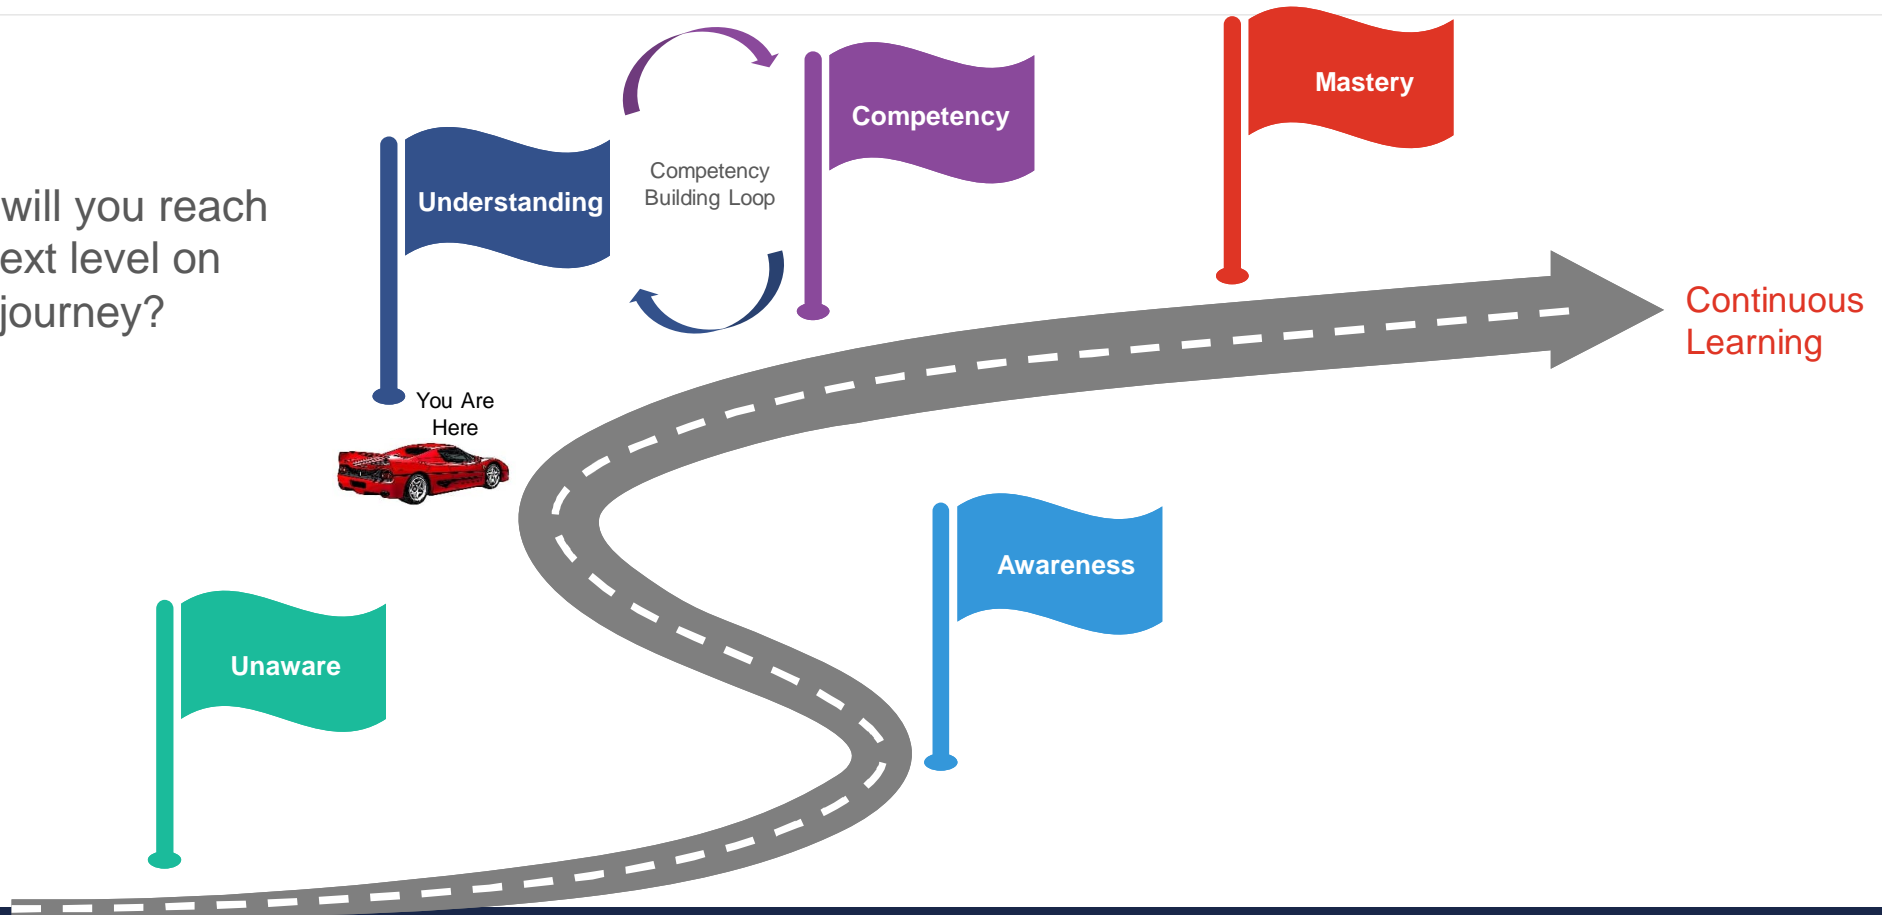 will you reach
ext level on
journey?
Understanding
Competency
Building Loop
Competency
Mastery
Continuous
Learning
You Are
Here
Awareness
Unaware